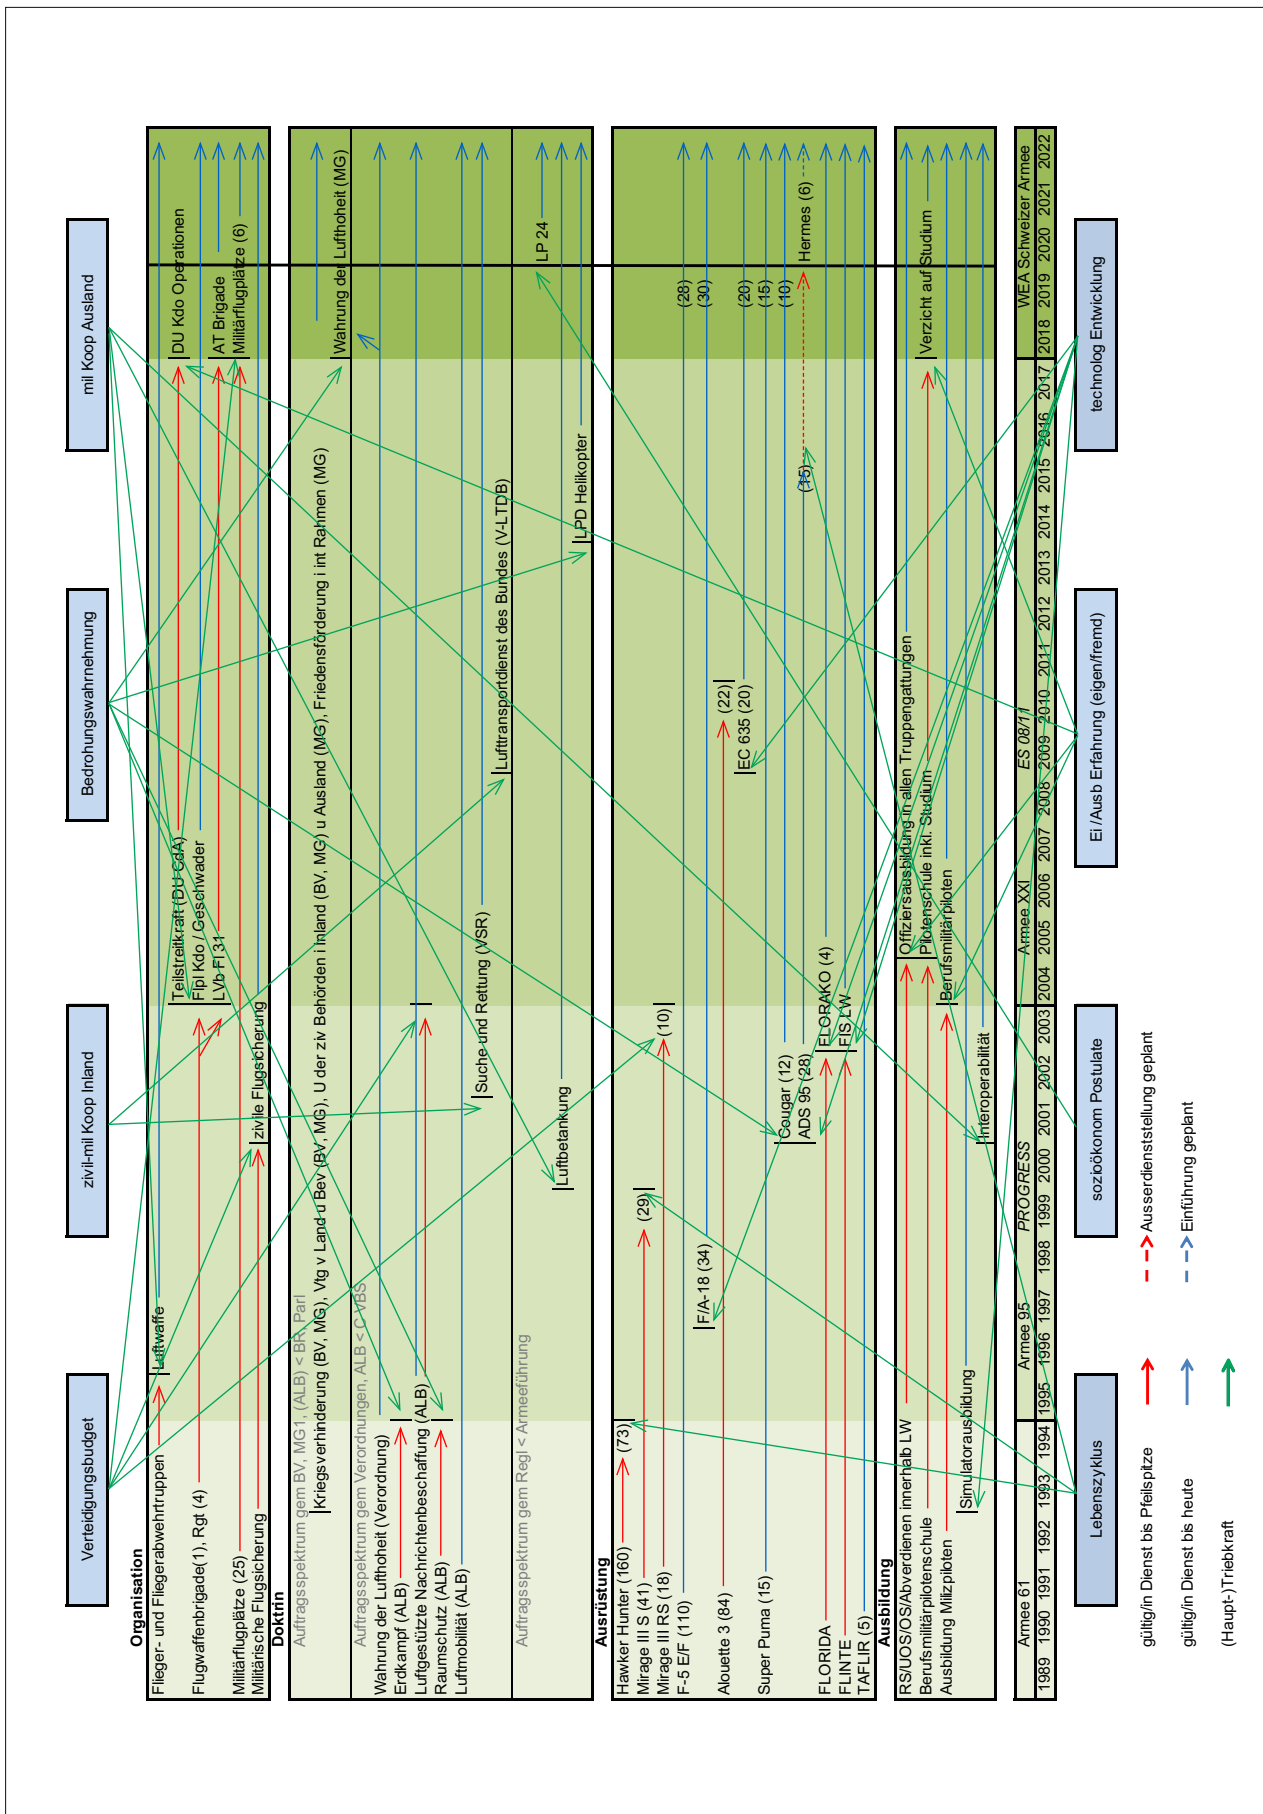 Verteidigungsbudget
zivil-mil Koop Inland
Bedrohungswahrnehmung
mil Koop Ausland
Organisation
Flieger- und Fliegerabwehrtruppen
Luftwaffe
Teilstreitkraft (DU CdA)
DU Kdo Operationen
Flugwaffenbrigade(1), Rgt (4)
Flpl Kdo / Geschwader
LVb Fl 31
AT Brigade
Militärflugplätze (25)
Militärflugplätze (6)
Militärische Flugsicherung
zivile Flugsicherung
Doktrin
Auftragsspektrum gem BV, MG1, (ALB) < BR, Parl
Kriegsverhinderung (BV, MG), Vtg v Land u Bev (BV, MG), U der ziv Behörden i Inland (BV, MG) u Ausland (MG), Friedensförderung i int Rahmen (MG)
Wahrung der Lufthoheit (MG)
Auftragsspektrum gem Verordnungen, ALB < C VBS
Wahrung der Lufthoheit (Verordnung)
Erdkampf (ALB)
Luftgestützte Nachrichtenbeschaffung (ALB)
Raumschutz (ALB)
Luftmobilität (ALB)
Suche und Rettung (VSR)
Lufttransportdienst des Bundes (V-LTDB)
Auftragsspektrum gem Regl < Armeeführung
LP 24
Luftbetankung
LPD Helikopter
Ausrüstung
Hawker Hunter (160)
(73)
Mirage III S (41)
(29)
Mirage III RS (18)
(10)
F-5 E/F (10)
(28)
F/A-18 (34)
(30)
Alouette 3 (84)
(22)
EC 635 (20)
(20)
Super Puma (15)
(15)
Cougar (12)
(10)
ADS 95 (28)
(15)
Hermes (6)
FLORIDA
FLORAKO (4)
FLINTE
FIS LW
TAFLIR (5)
Ausbildung
RS/UOS/OS/Abverdienen innerhalb LW
Offiziersausbildung in allen Truppengattungen
Berufsmilitärpilotenschule
Pilotenschule inkl. Studium
Verzicht auf Studium
Ausbildung Milizpiloten
Berufsmilitärpiloten
Simulatorausbildung
Interoperabilität
Armee 61
Armee 95
PROGRESS
Armee XXI
ES 08/11
WEA Schweizer Armee
1989 1990 1991 1992 1993 1994 1995 1996 1997 1998 1999 2000 2001 2002 2003 2004 2005 2006 2007 2008 2009 2010 2011 2012 2013 2014 2015 2016 2017 2018 2019 2020 2021 2022
Lebenszyklus
sozioökonom Postulate
Ei /Ausb Erfahrung (eigen/fremd)
technolog Entwicklung
gültig/in Dienst bis Pfeilspitze
Ausserdienststellung geplant
gültig/in Dienst bis heute
Einführung geplant
(Haupt-)Triebkraft